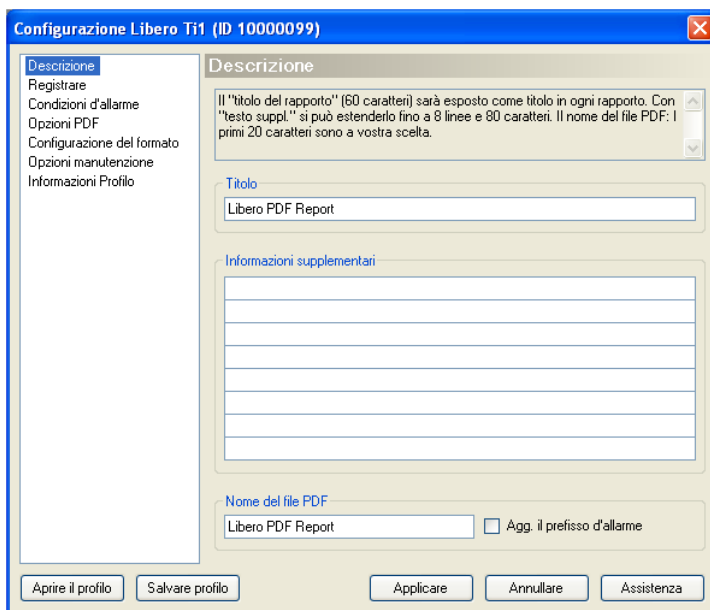 Configurazione Libero Ti1 (ID 10000099)
Descrizione
Registrare
Condizioni d'allarme
Opzioni PDF
Configurazione del formato
Opzioni manutenzione
Informazioni Profilo
Descrizione
Il "titolo del rapporto" (60 caratteri) sarà esposto come titolo in ogni rapporto. Con
"testo suppl." si può estenderlo fino a 8 linee e 80 caratteri. Il nome del file PDF: I
primi 20 caratteri sono a vostra scelta.
Titolo
Libero PDF Report
Informazioni supplementari
Nome del file PDF
Libero PDF Report
Agg. il prefisso d'allarme
Aprire il profilo
Salvare profilo
Applicare
Annullare
Assistenza